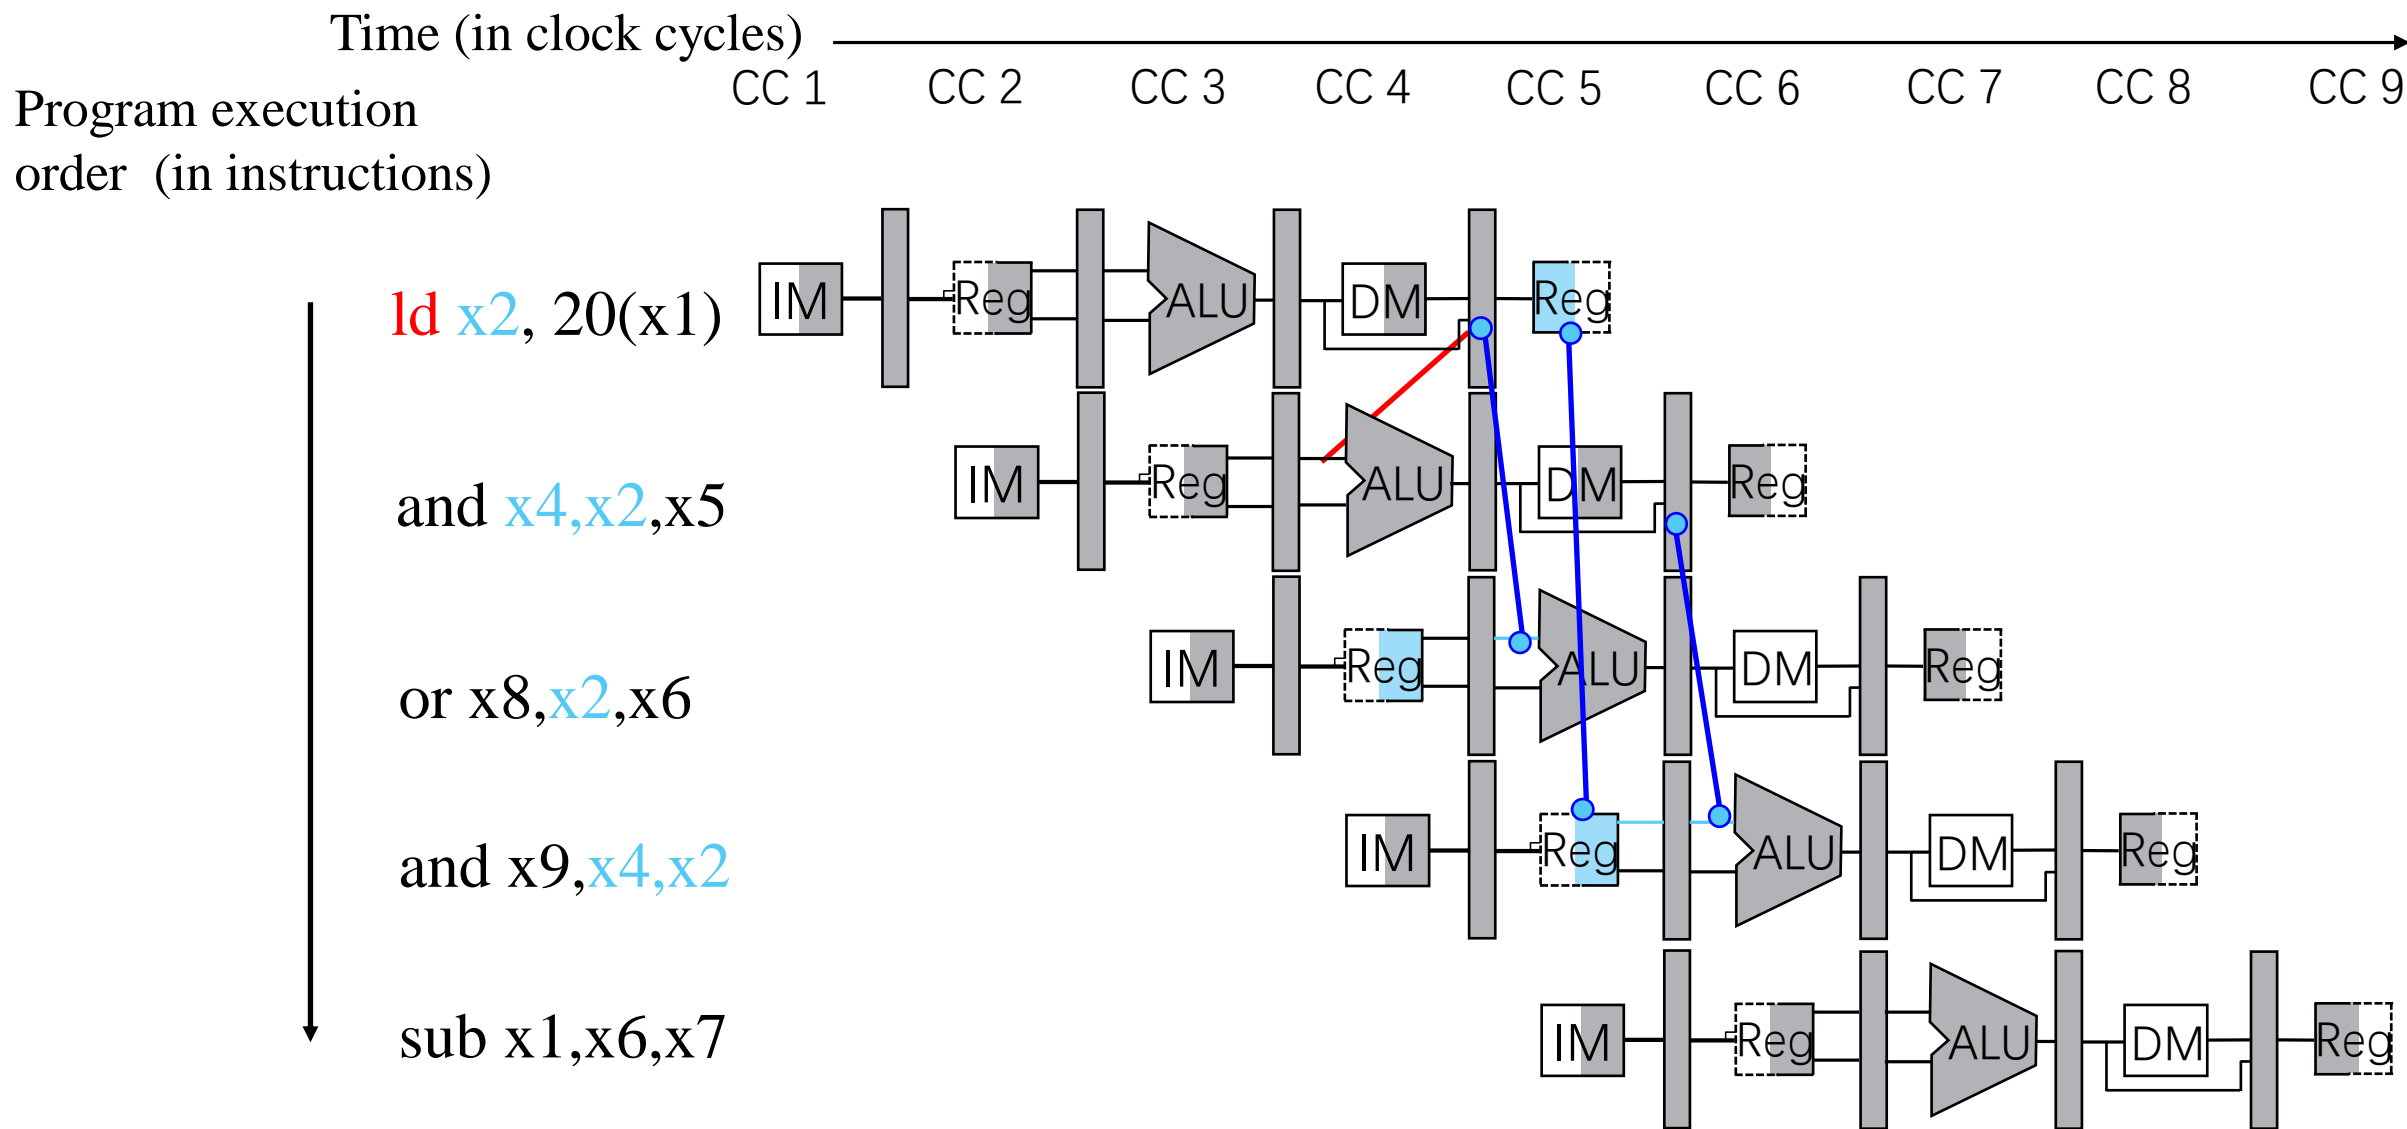 Time (in clock cycles)
CC 1 CC 2 CC 3 CC 4 CC 5 CC 6 CC 7 CC 8 CC 9
Program execution
order (in instructions)
ld x2, 20(x1) IM Reg ALU DM Reg
and x4,x2,x5 IM Reg ALU DM Reg
or x8,x2,x6 IM Reg ALU DM Reg
and x9,x4,x2 IM Reg ALU DM Reg
sub x1,x6,x7 IM Reg ALU DM Reg